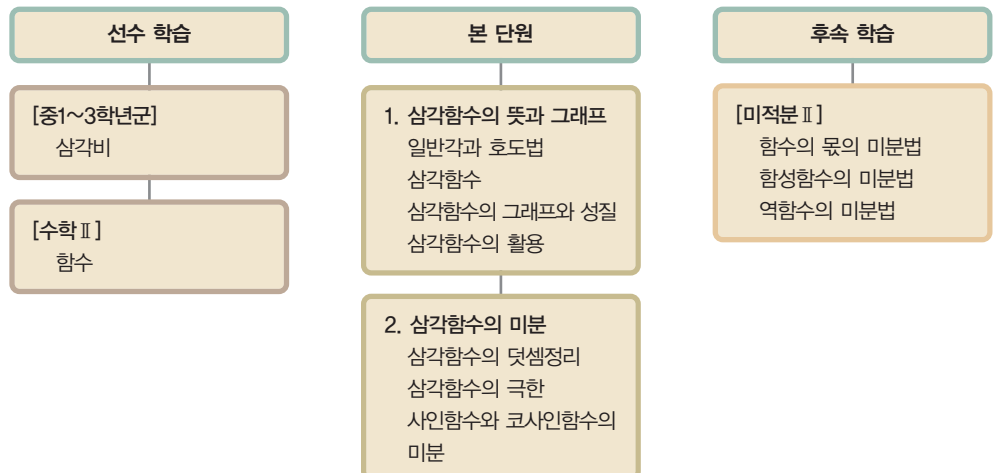 선수 학습
[중1~3학년군]
삼각비
[수학Ⅱ]
함수
본 단원
1. 삼각함수의 뜻과 그래프
일반각과 호도법
삼각함수
삼각함수의 그래프와 성질
삼각함수의 활용
2. 삼각함수의 미분
삼각함수의 덧셈정리
삼각함수의 극한
사인함수와 코사인함수의
미분
후속 학습
[미적분Ⅱ]
함수의 몫의 미분법
합성함수의 미분법
역함수의 미분법